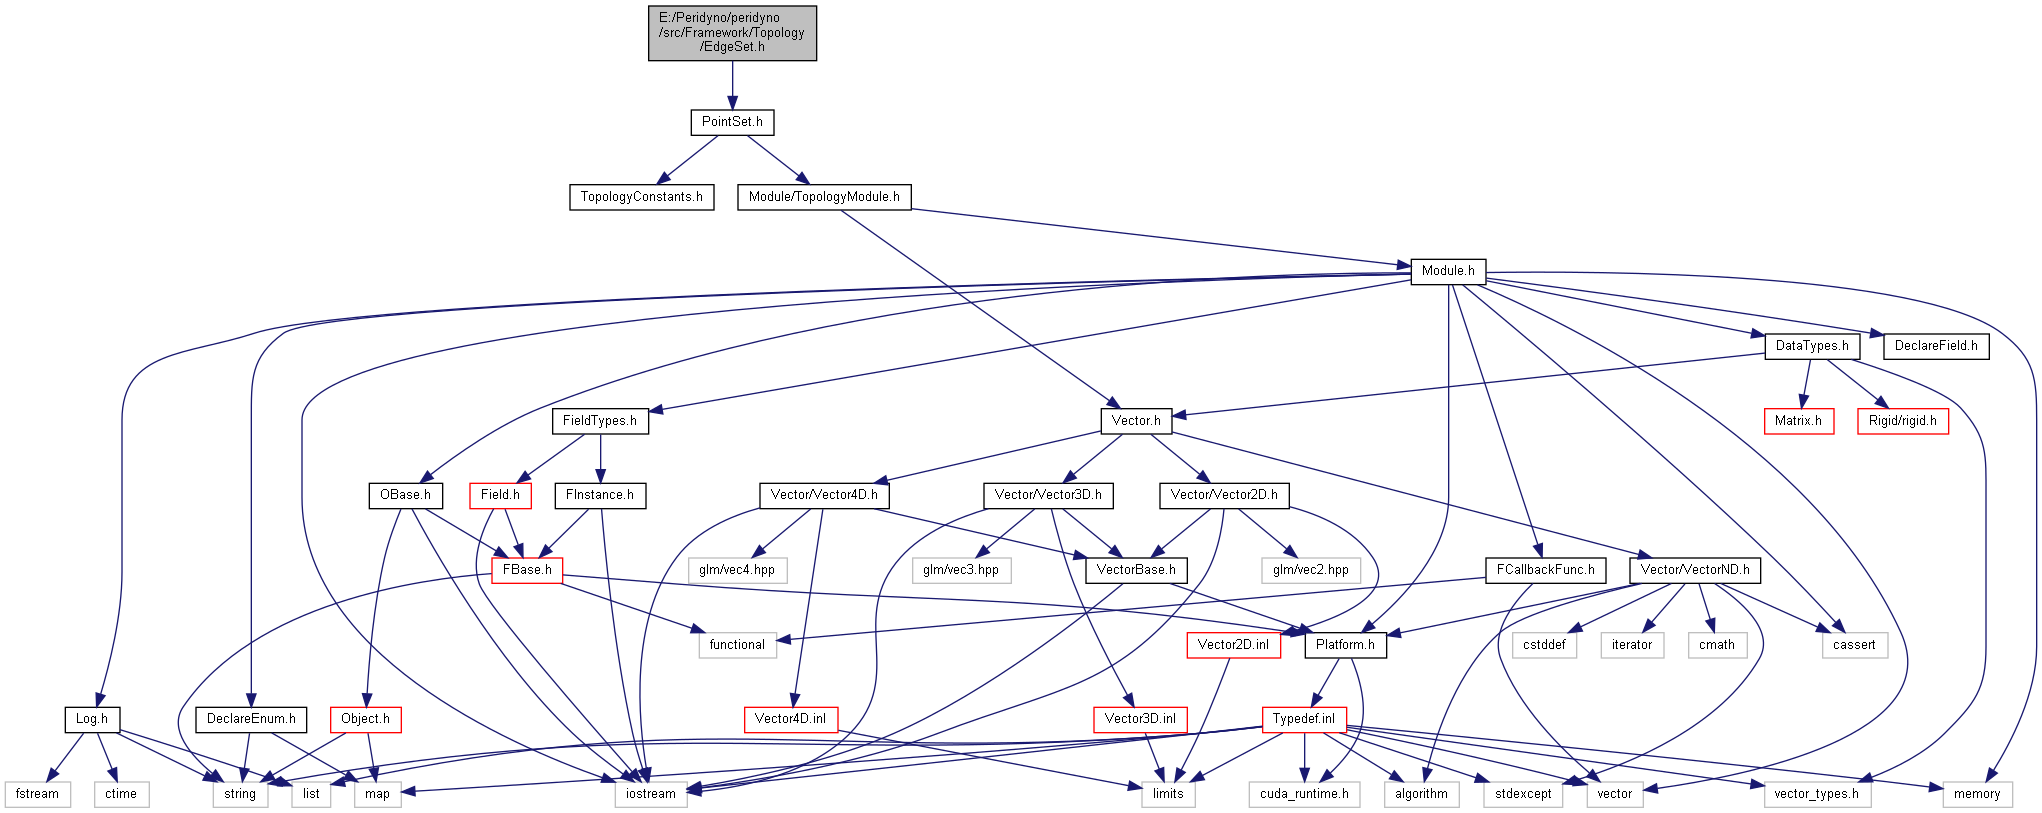 E:/Peridyno/peridyno
/src/Framework/Topology
/EdgeSet.h
PointSet.h
TopologyConstants.h
Module/TopologyModule.h
Module.h
DataTypes.h
DeclareField.h
FieldTypes.h
Vector.h
Matrix.h
Rigid/rigid.h
OBase.h
Field.h
FInstance.h
Vector/Vector4D.h
Vector/Vector3D.h
Vector/Vector2D.h
FBase.h
glm/vec4.hpp
glm/vec3.hpp
VectorBase.h
glm/vec2.hpp
FCallbackFunc.h
Vector/VectorND.h
functional
Vector2D.inl
Platform.h
cstddef
iterator
cmath
cassert
Log.h
DeclareEnum.h
Object.h
Vector4D.inl
Vector3D.inl
Typedef.inl
fstream
ctime
string
list
map
iostream
limits
cuda_runtime.h
algorithm
stdexcept
vector
vector_types.h
memory